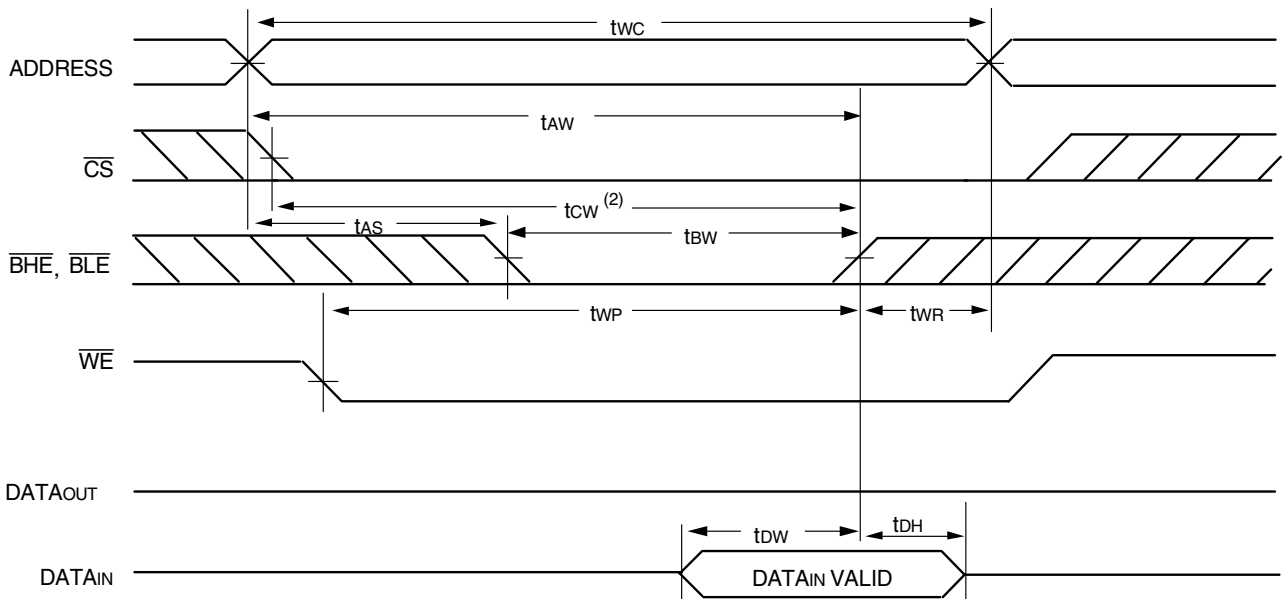 tWC
ADDRESS
tAW
CS
tCW (2)
tAS
tBW
BHE, BLE
tWP
tWR
WE
DATAOUT
tDW
tDH
DATAIN
DATAIN VALID